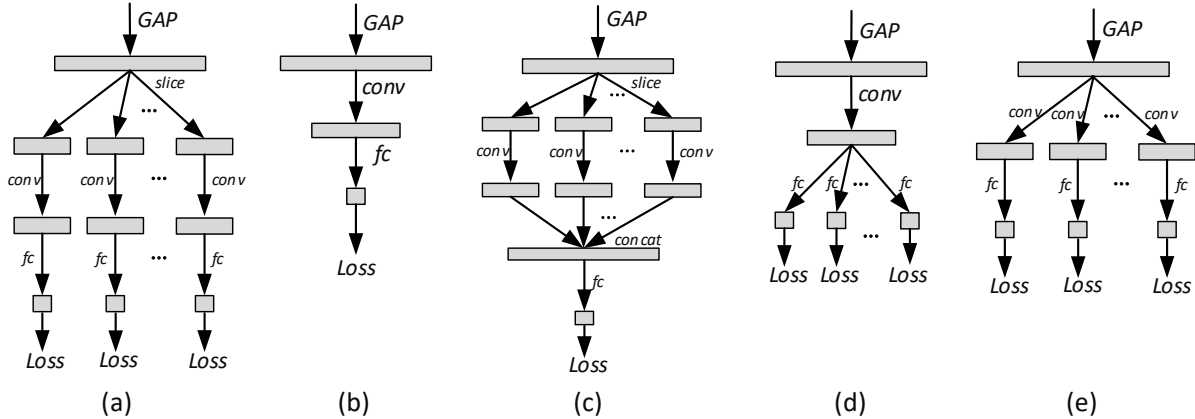 GAP
slice
...
conv conv ... conv
fc fc ... fc
Loss Loss Loss
(a)
GAP
conv
fc
Loss
(b)
GAP
slice
...
conv conv ... conv
...
concat
fc
Loss
(c)
GAP
conv
fc fc ... fc
...
Loss Loss Loss
(d)
GAP
conv conv ... conv
fc fc ... fc
Loss Loss Loss
(e)